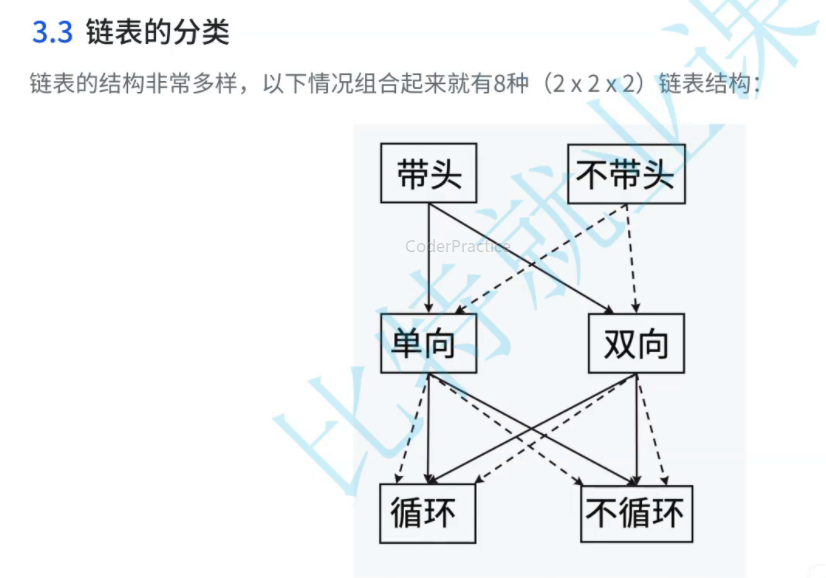 3.3 链表的分类
链表的结构非常多样，以下情况组合起来就有8种（2 x 2 x 2）链表结构：
带头 不带头
CoderPractice
单向 双向
循环 不循环
比特就业课